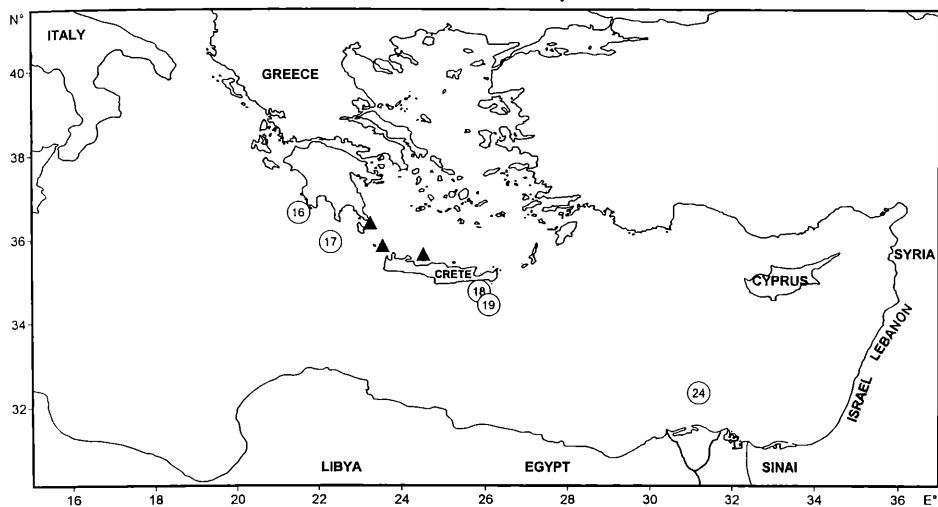 N°
ITALY
40
GREECE
38
16
17
36
SYRIA
CRETE
CYPRUS
18
19
34
LEBANON
ISRAEL
24
32
LIBYA
EGYPT
SINAI
16 18 20 22 24 26 28 30 32 34 36 E°